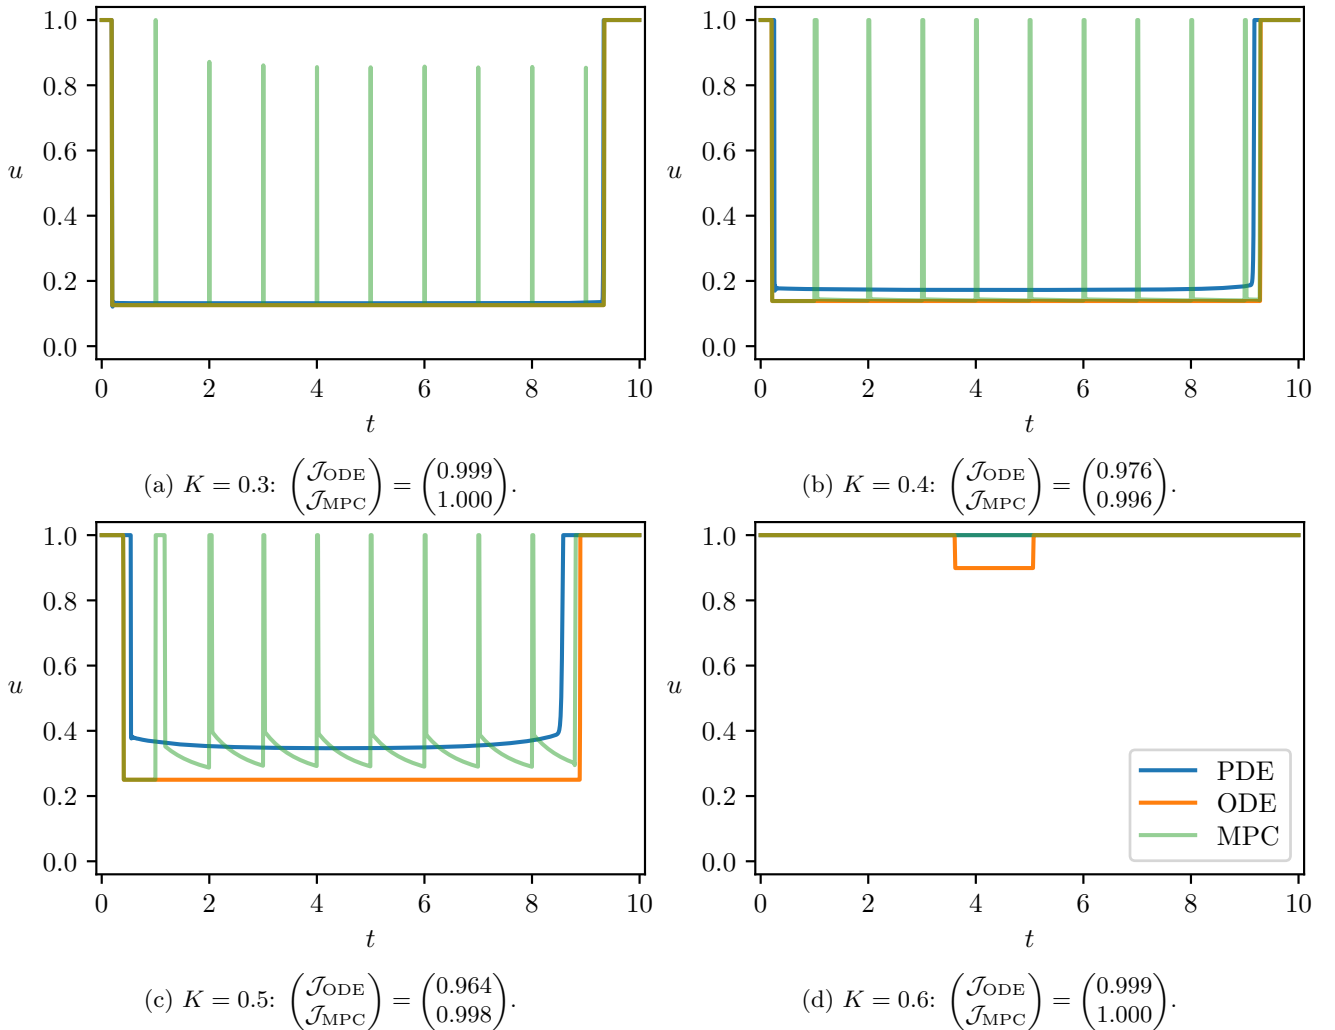 1.0
0.8
0.6
u
0.4
0.2
0.0
0 2 4 6 8 10
t
(a) K = 0.3: (𝒥ODE 𝒥MPC) = (0.999 1.000).
1.0
0.8
0.6
u
0.4
0.2
0.0
0 2 4 6 8 10
t
(b) K = 0.4: (𝒥ODE 𝒥MPC) = (0.976 0.996).
1.0
0.8
0.6
u
0.4
0.2
0.0
0 2 4 6 8 10
t
(c) K = 0.5: (𝒥ODE 𝒥MPC) = (0.964 0.998).
1.0
0.8
0.6
u
0.4
0.2
0.0
PDE
ODE
MPC
0 2 4 6 8 10
t
(d) K = 0.6: (𝒥ODE 𝒥MPC) = (0.999 1.000).